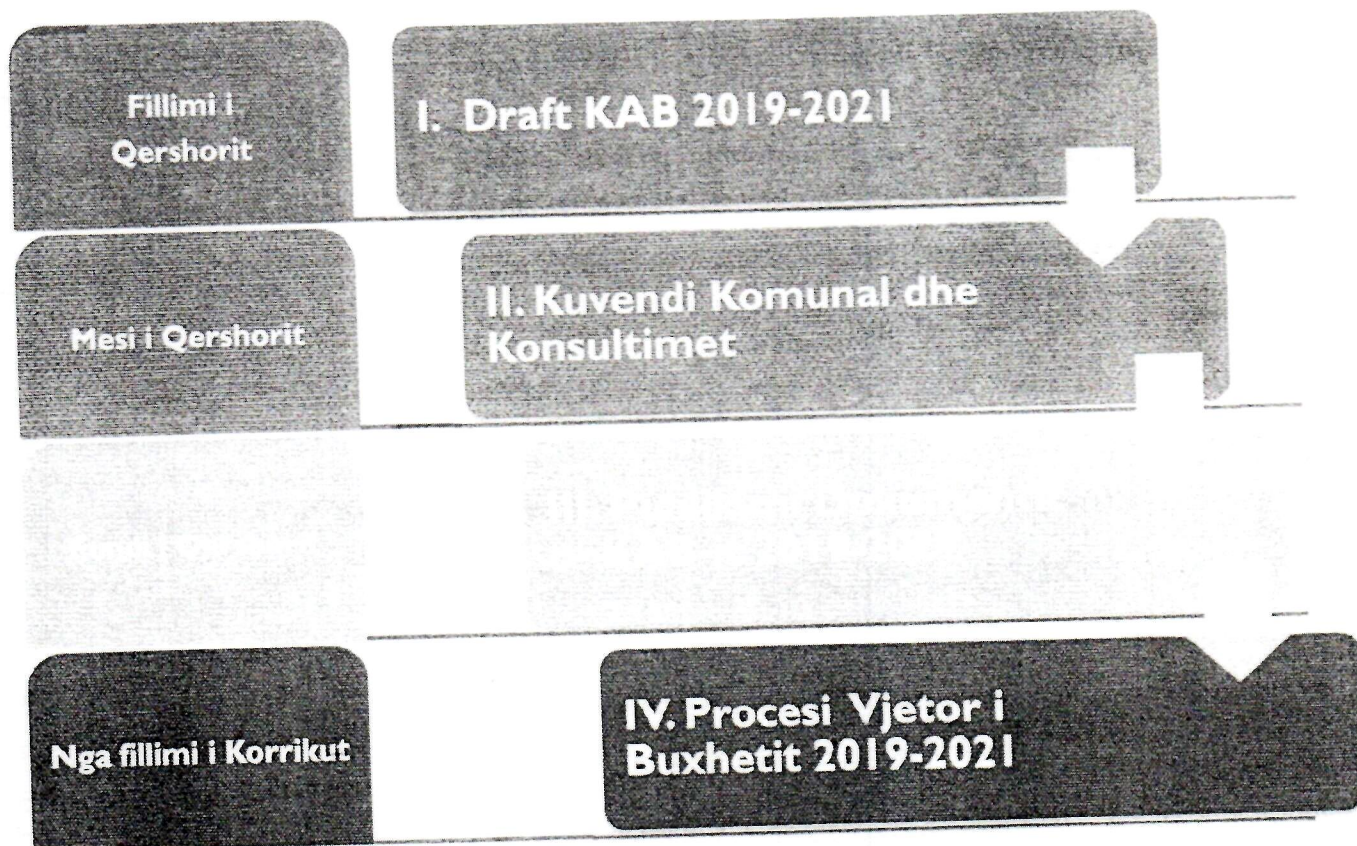 Fillimi i
Qershorit
I. Draft KAB 2019-2021
Mesi i Qershorit
II. Kuvendi Komunal dhe
Konsultimet
III.
Nga fillimi i Korrikut
IV. Procesi Vjetor i
Buxhetit 2019-2021